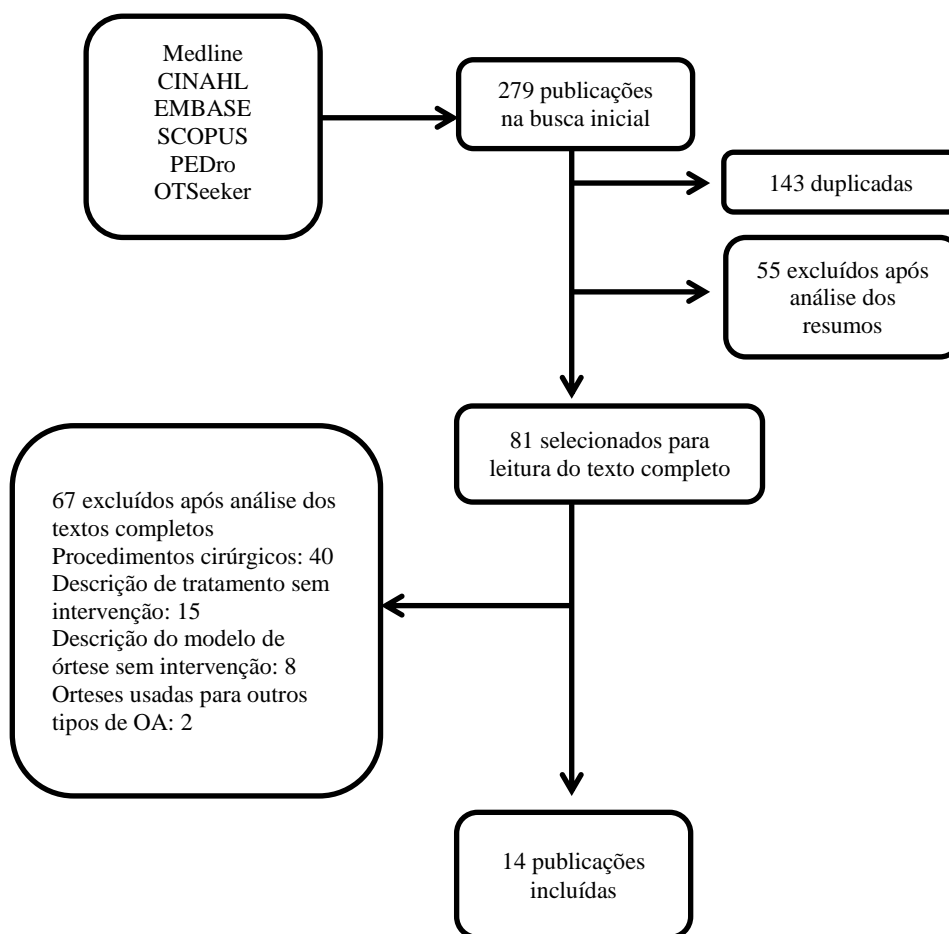 Medline
CINAHL
EMBASE
SCOPUS
PEDro
OTSeeker
279 publicações
na busca inicial
143 duplicadas
55 excluídos após
análise dos
resumos
81 selecionados para
leitura do texto completo
67 excluídos após análise dos
textos completos
Procedimentos cirúrgicos: 40
Descrição de tratamento sem
intervenção: 15
Descrição do modelo de
órtese sem intervenção: 8
Orteses usadas para outros
tipos de OA: 2
14 publicações
incluídas